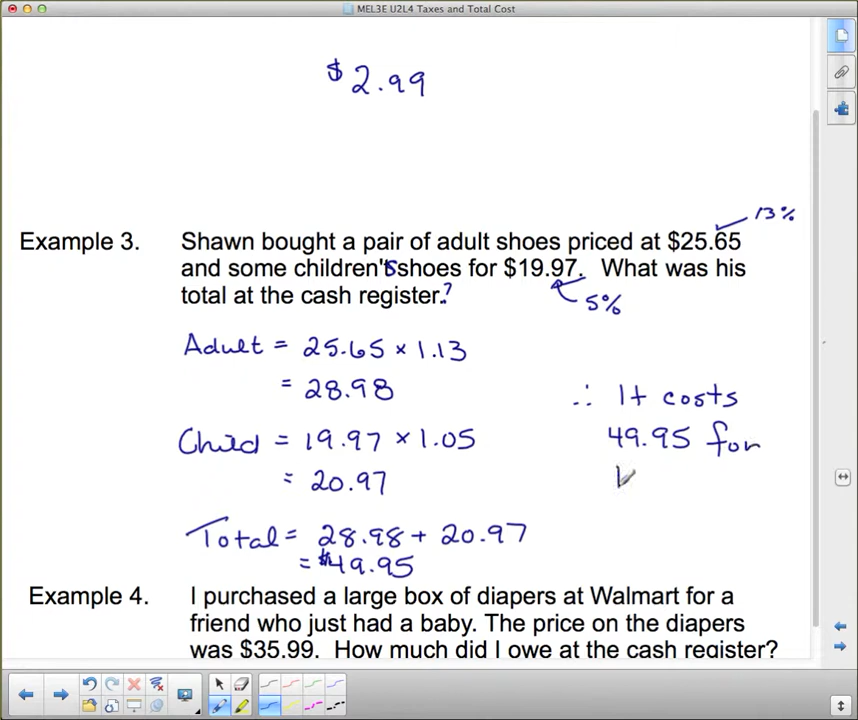 MEL3E U2L4 Taxes and Total Cost
$2.99
13%
Example 3. Shawn bought a pair of adult shoes priced at $25.65
and some children's shoes for $19.97. What was his
total at the cash register.?
5%
Adult = 25.65 × 1.13
= 28.98
Child = 19.97 × 1.05
= 20.97
Total = 28.98 + 20.97
= $49.95
∴ It costs
49.95 for
Example 4. I purchased a large box of diapers at Walmart for a
friend who just had a baby. The price on the diapers
was $35.99. How much did I owe at the cash register?